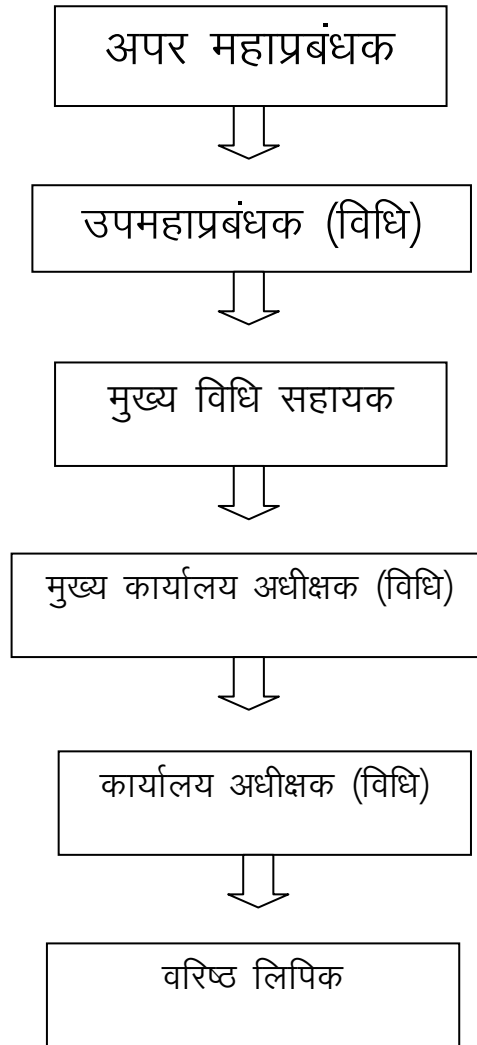 अपर महाप्रबंधक
उपमहाप्रबंधक (विधि)
मुख्य विधि सहायक
मुख्य कार्यालय अधीक्षक (विधि)
कार्यालय अधीक्षक (विधि)
वरिष्ठ लिपिक